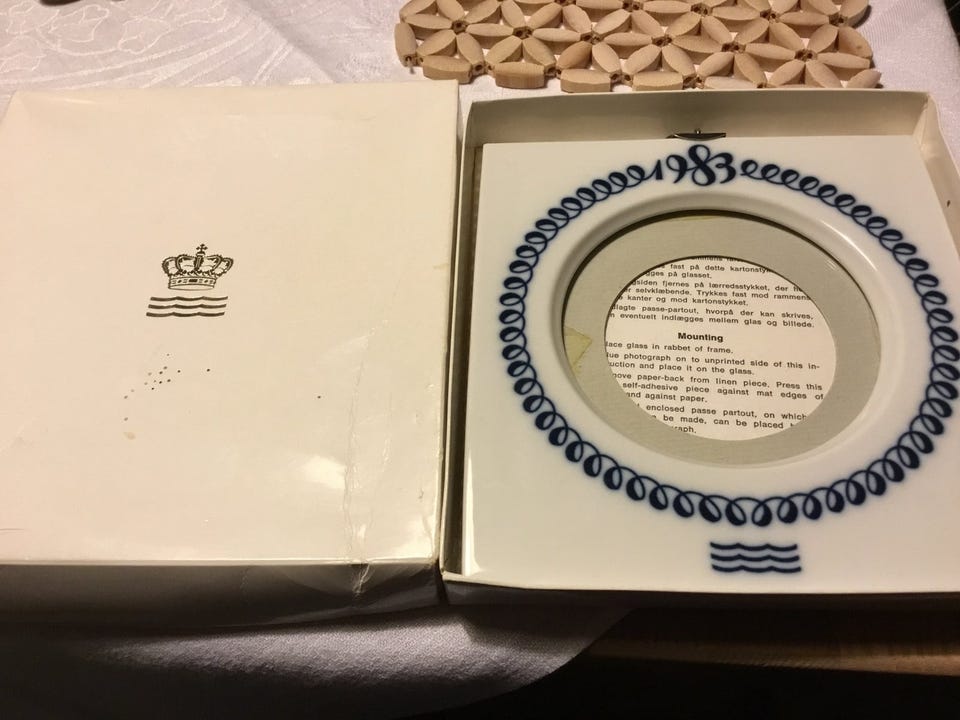 1983
fast på dette kartonsty
gges på glasset.
gsiden fjernes på lærredsstykket, der
er selvklæbende. Trykkes fast mod rammens
kanter og mod kartonstykket.
lagte passe-partout, hvorpå der kan skrives,
n eventuelt indlægges mellem glas og billede.
Mounting
lace glass in rabbet of frame.
lue photograph on to unprinted side of this in-
uction and place it on the glass.
move paper-back from linen piece. Press this
self-adhesive piece against mat edges of
and against paper.
enclosed passe partout, on which
be made, can be placed
raph.